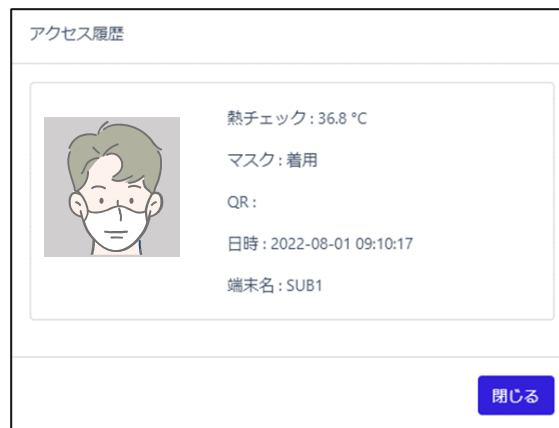 アクセス履歴
熱チェック : 36.8 °C
マスク : 着用
QR :
日時 : 2022-08-01 09:10:17
端末名 : SUB1
閉じる